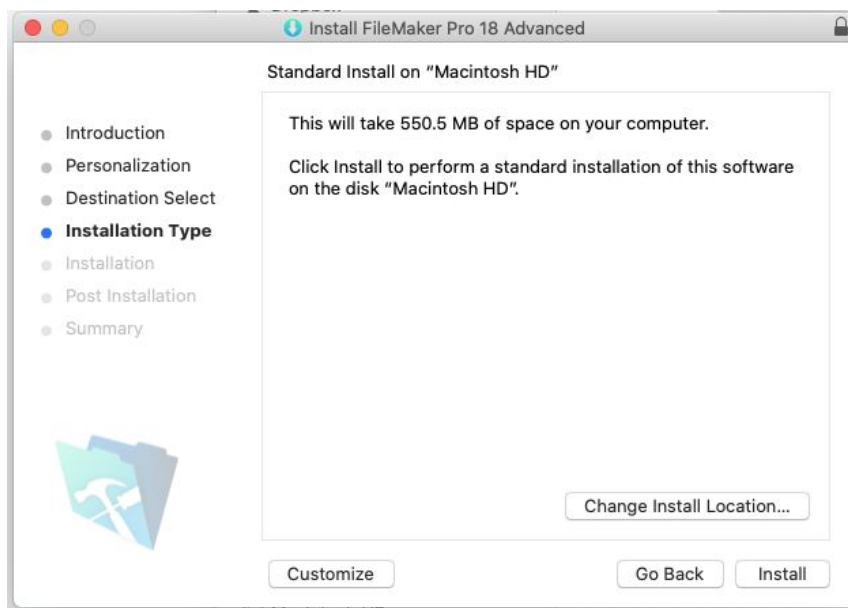 Install FileMaker Pro 18 Advanced
Standard Install on “Macintosh HD”
Introduction
Personalization
Destination Select
Installation Type
Installation
Post Installation
Summary
This will take 550.5 MB of space on your computer.
Click Install to perform a standard installation of this software
on the disk “Macintosh HD”.
Change Install Location...
Customize
Go Back
Install